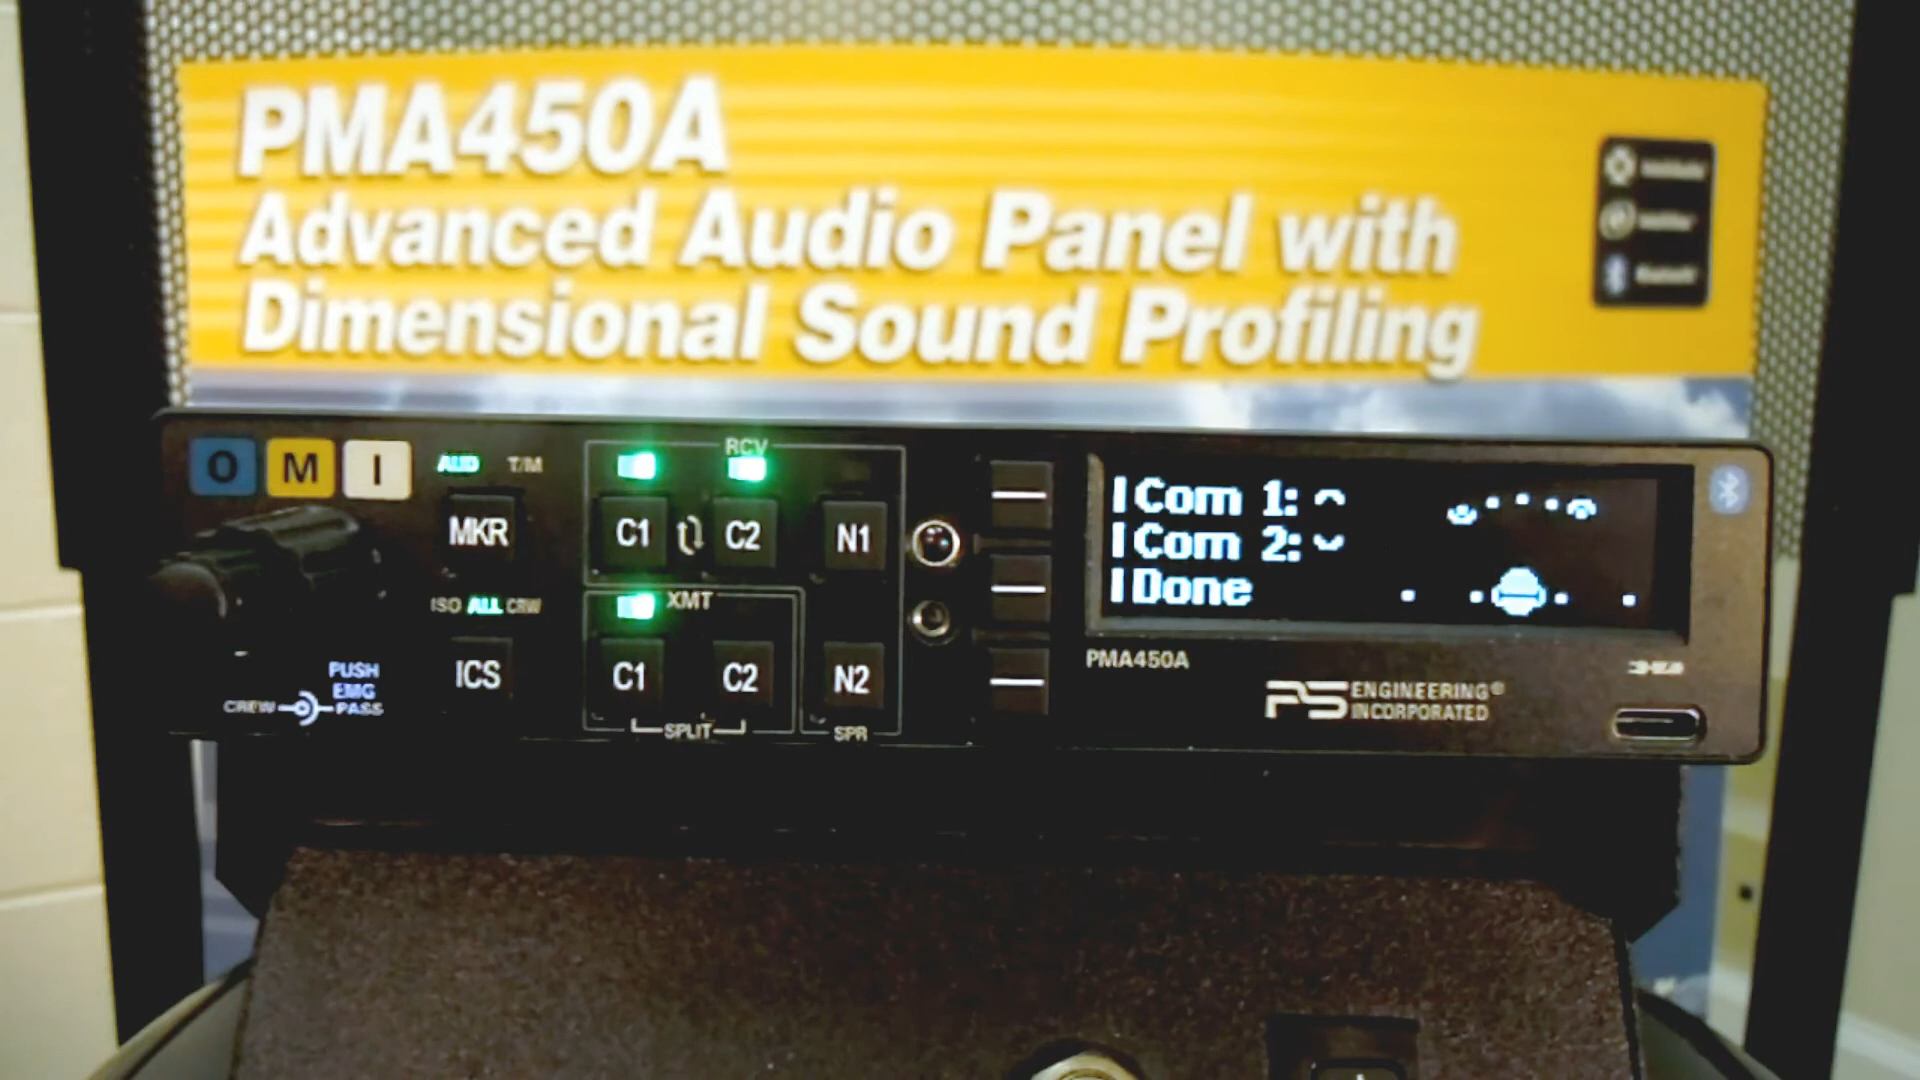 PMA450A
Advanced Audio Panel with
Dimensional Sound Profiling
O M I
AUD T/M
MKR
ISO ALL CRW
ICS
PUSH
EMG
CREW PASS
RCV
C1 C2 N1
XMT
C1 C2 N2
SPLIT SPR
Com 1:
Com 2:
Done
PMA450A
PS ENGINEERING®
INCORPORATED